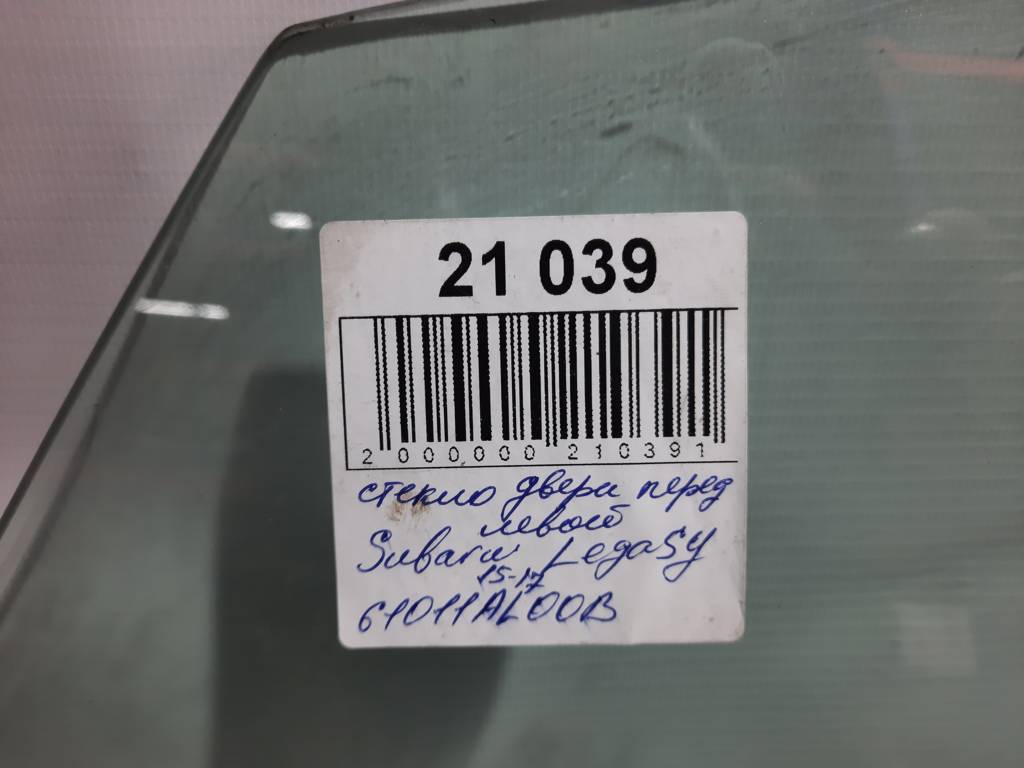 21 039
2 000000 210391
стекло двери перед
левой
Subaru LegaSy
15-17
61011AL00B